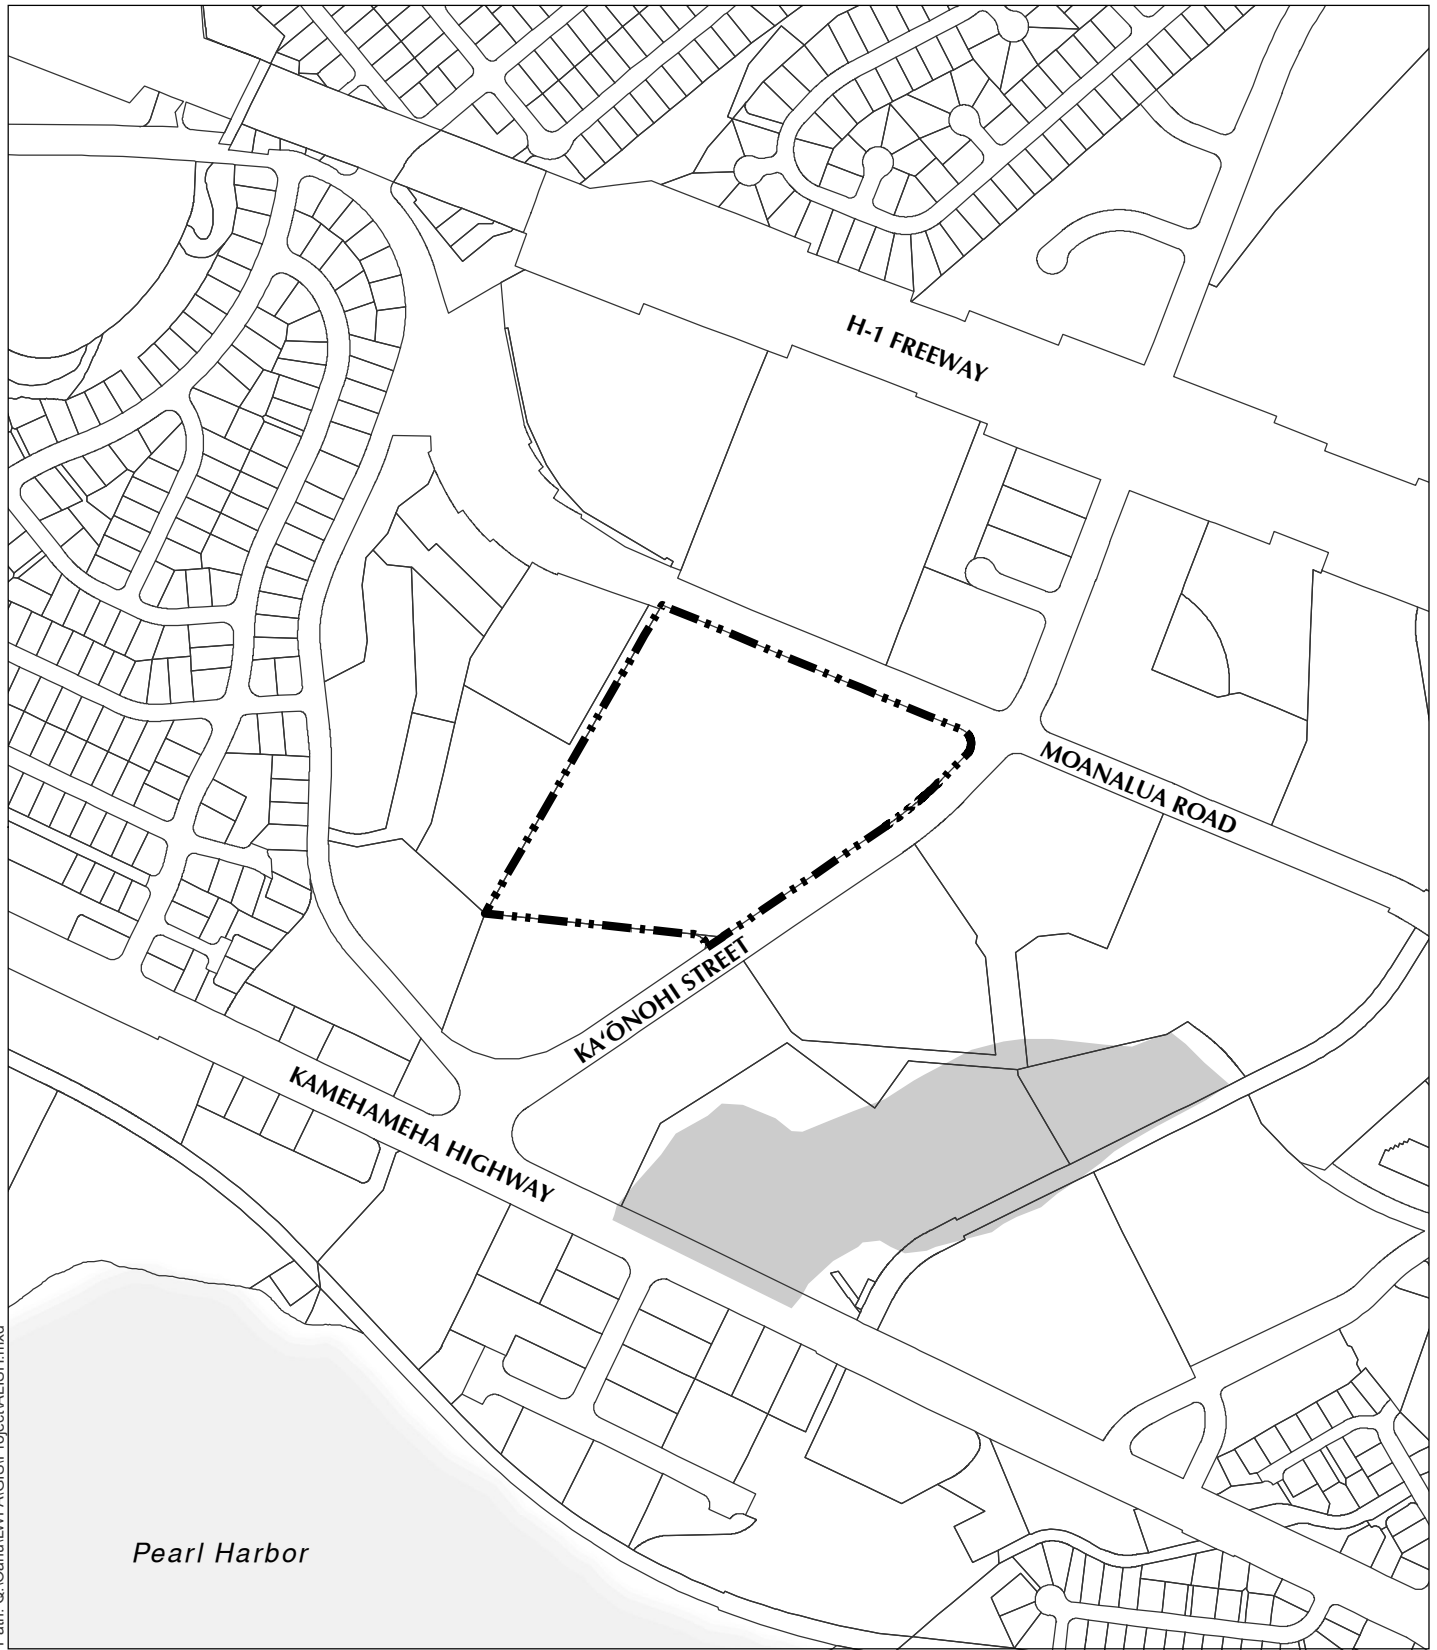 H-1 FREEWAY
MOANALUA ROAD
KA‘ŌNOHI STREET
KAMEHAMEHA HIGHWAY
Pearl Harbor